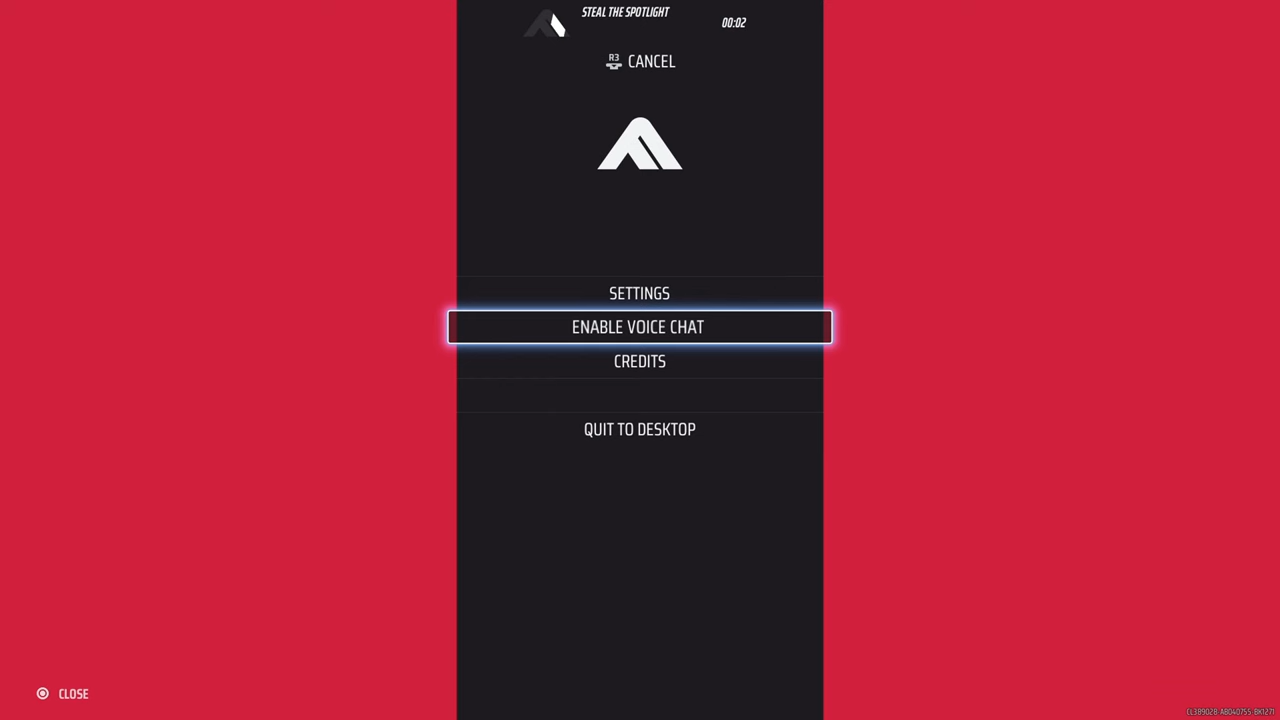 STEAL THE SPOTLIGHT
00:02
R3 CANCEL
SETTINGS
ENABLE VOICE CHAT
CREDITS
QUIT TO DESKTOP
CLOSE